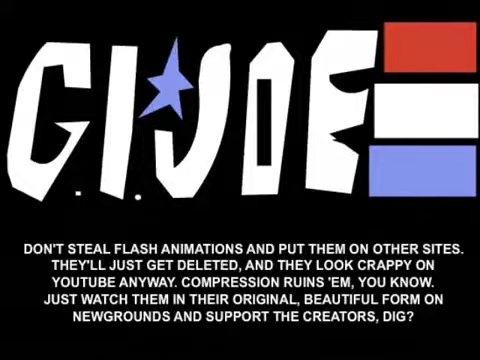 G.I.JOE
DON'T STEAL FLASH ANIMATIONS AND PUT THEM ON OTHER SITES.
THEY'LL JUST GET DELETED, AND THEY LOOK CRAPPY ON
YOUTUBE ANYWAY. COMPRESSION RUINS 'EM, YOU KNOW.
JUST WATCH THEM IN THEIR ORIGINAL, BEAUTIFUL FORM ON
NEWGROUNDS AND SUPPORT THE CREATORS, DIG?